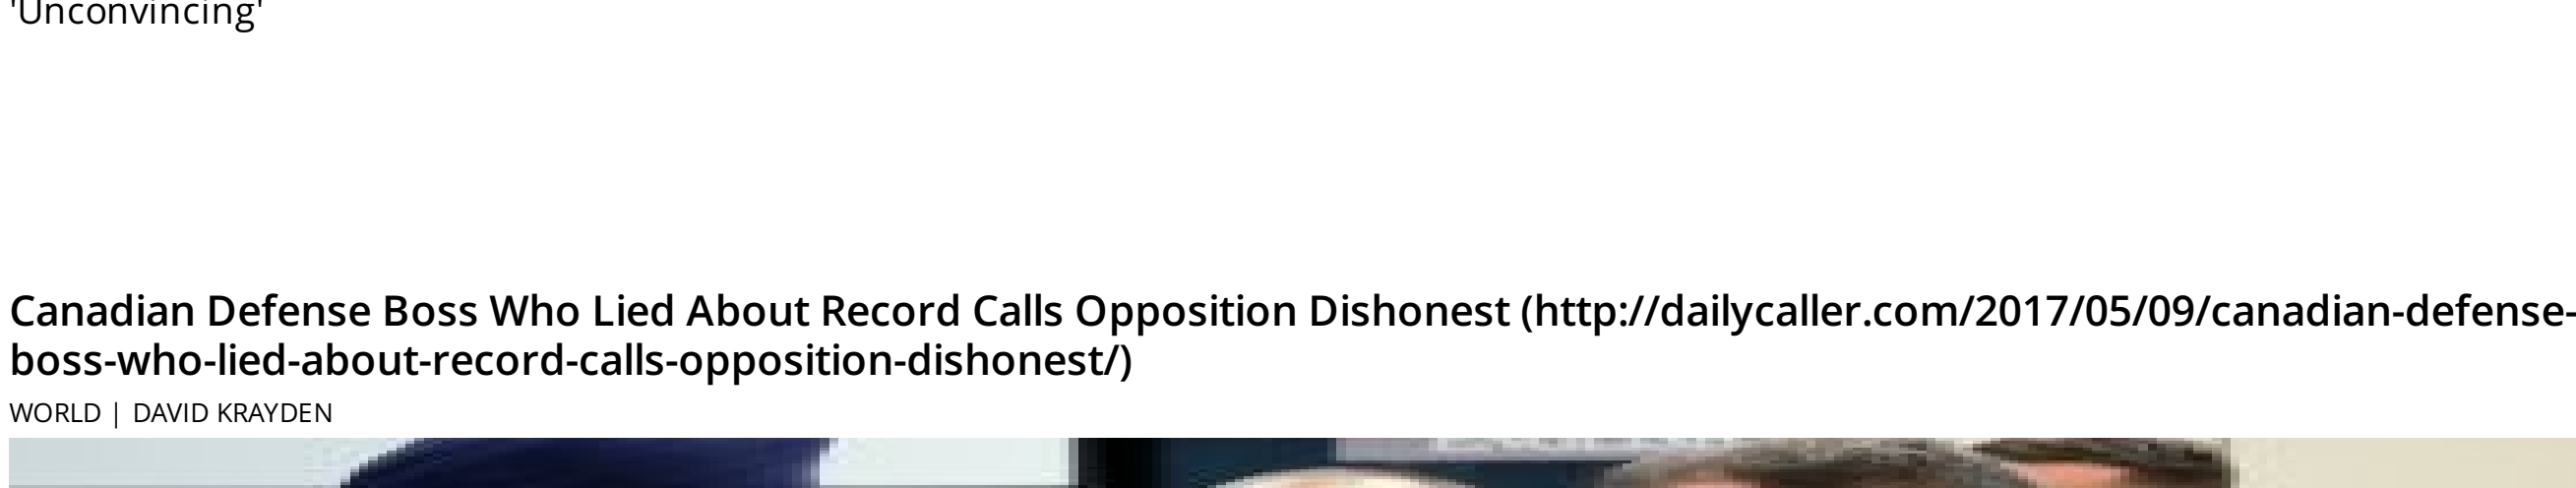 'Unconvincing'
Canadian Defense Boss Who Lied About Record Calls Opposition Dishonest (http://dailycaller.com/2017/05/09/canadian-defense-
boss-who-lied-about-record-calls-opposition-dishonest/)
WORLD | DAVID KRAYDEN